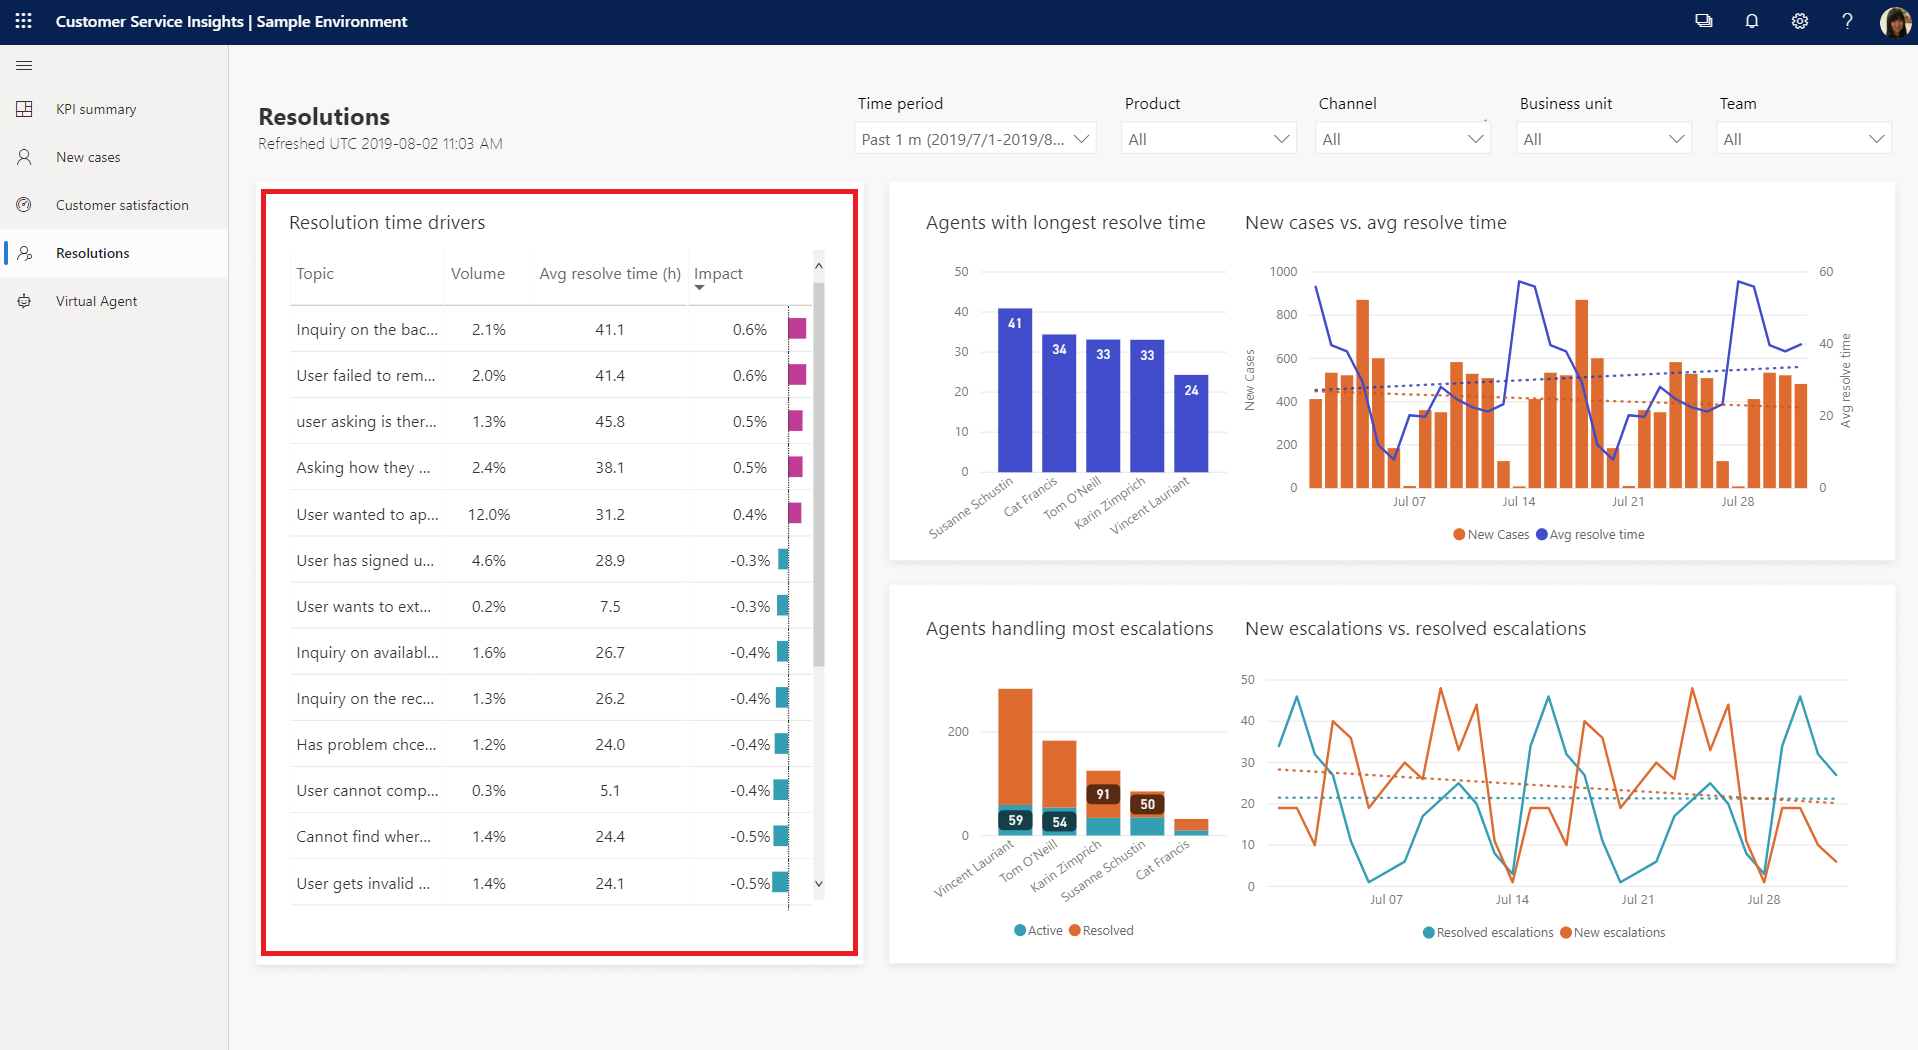 Customer Service Insights | Sample Environment
KPI summary
New cases
Customer satisfaction
Resolutions
Virtual Agent
Resolutions
Refreshed UTC 2019-08-02 11:03 AM
Time period
Past 1 m (2019/7/1-2019/8...
Product
All
Channel
All
Business unit
All
Team
All
Resolution time drivers
Topic Volume Avg resolve time (h) Impact
Inquiry on the bac... 2.1% 41.1 0.6%
User failed to rem... 2.0% 41.4 0.6%
user asking is ther... 1.3% 45.8 0.5%
Asking how they ... 2.4% 38.1 0.5%
User wanted to ap... 12.0% 31.2 0.4%
User has signed u... 4.6% 28.9 -0.3%
User wants to ext... 0.2% 7.5 -0.3%
Inquiry on availabl... 1.6% 26.7 -0.4%
Inquiry on the rec... 1.3% 26.2 -0.4%
Has problem chce... 1.2% 24.0 -0.4%
User cannot comp... 0.3% 5.1 -0.4%
Cannot find wher... 1.4% 24.4 -0.5%
User gets invalid ... 1.4% 24.1 -0.5%
Agents with longest resolve time
50
40
30
20
10
0
41
34
33
33
24
Susanne Schustin
Cat Francis
Tom O'Neill
Karin Zimprich
Vincent Lauriant
New cases vs. avg resolve time
1000
800
600
400
200
0
New Cases
60
40
20
0
Avg resolve time
Jul 07
Jul 14
Jul 21
Jul 28
New Cases
Avg resolve time
Agents handling most escalations
200
0
59
54
91
50
Vincent Lauriant
Tom O'Neill
Karin Zimprich
Susanne Schustin
Cat Francis
Active
Resolved
New escalations vs. resolved escalations
50
40
30
20
10
0
Jul 07
Jul 14
Jul 21
Jul 28
Resolved escalations
New escalations